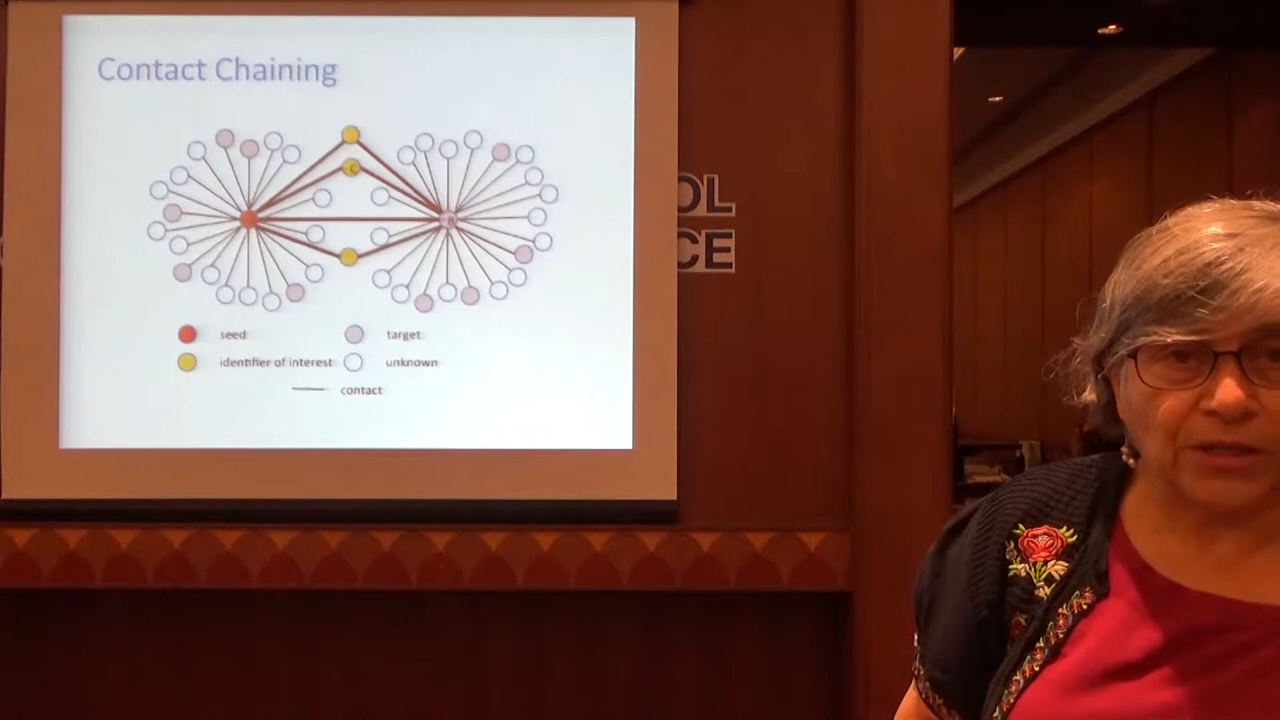 Contact Chaining
C
B
seed
target
identifier of interest
unknown
contact
OL
CE